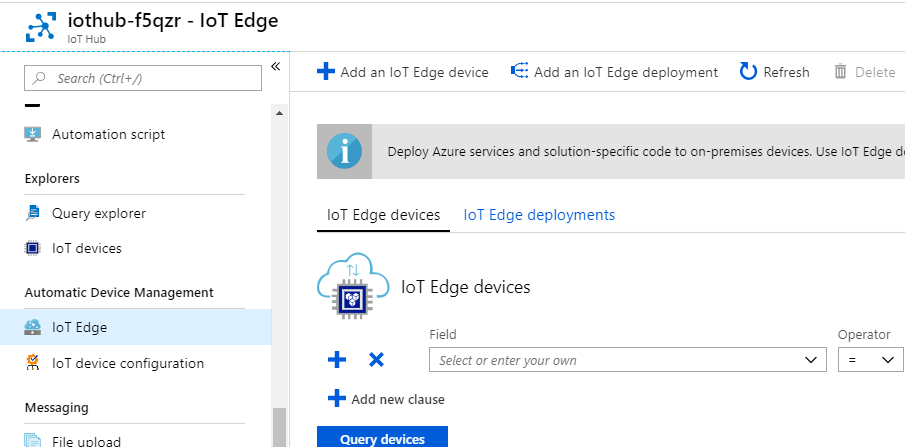 iothub-f5qzr - IoT Edge
IoT Hub
Search (Ctrl+/)
Automation script
Explorers
Query explorer
IoT devices
Automatic Device Management
IoT Edge
IoT device configuration
Messaging
File upload
Add an IoT Edge device
Add an IoT Edge deployment
Refresh
Delete
Deploy Azure services and solution-specific code to on-premises devices. Use IoT Edge d
IoT Edge devices
IoT Edge deployments
IoT Edge devices
Field
Operator
Select or enter your own
=
Add new clause
Query devices